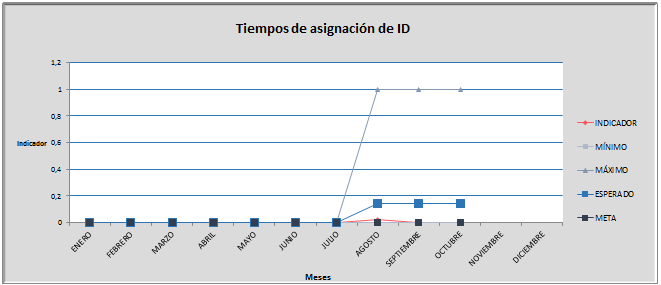 Tiempos de asignación de ID
1,2
1
0,8
0,6
0,4
0,2
0
Indicador
ENERO
FEBRERO
MARZO
ABRIL
MAYO
JUNIO
JULIO
AGOSTO
SEPTIEMBRE
OCTUBRE
NOVIEMBRE
DICIEMBRE
Meses
INDICADOR
MÍNIMO
MÁXIMO
ESPERADO
META